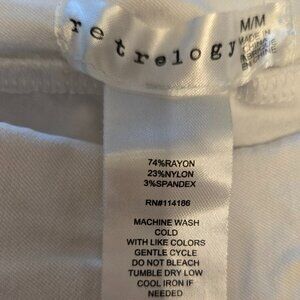 retrology
M/M
MADE IN
CHINA
74%RAYON
23%NYLON
3%SPANDEX
RN#114186
MACHINE WASH
COLD
WITH LIKE COLORS
GENTLE CYCLE
DO NOT BLEACH
TUMBLE DRY LOW
COOL IRON IF
NEEDED